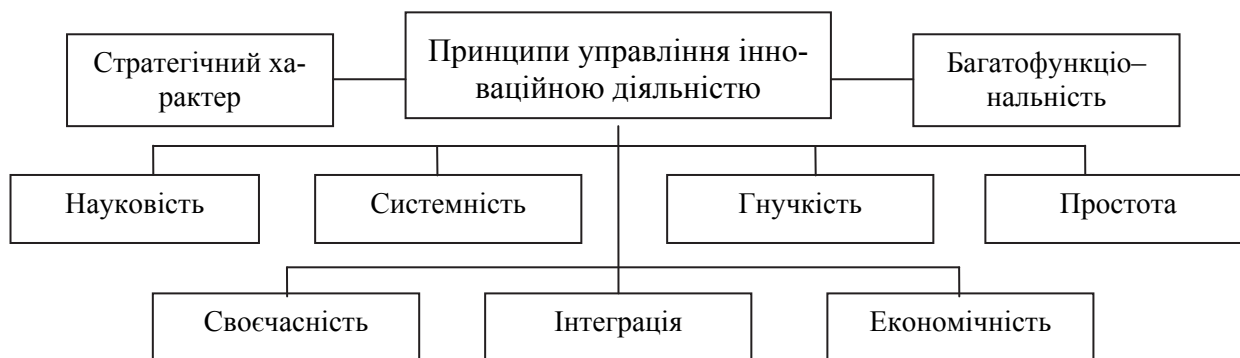 Принципи управління інно-
ваційною діяльністю
Стратегічний ха-
рактер
Багатофункціо–
нальність
Науковість
Системність
Гнучкість
Простота
Своєчасність
Інтеграція
Економічність